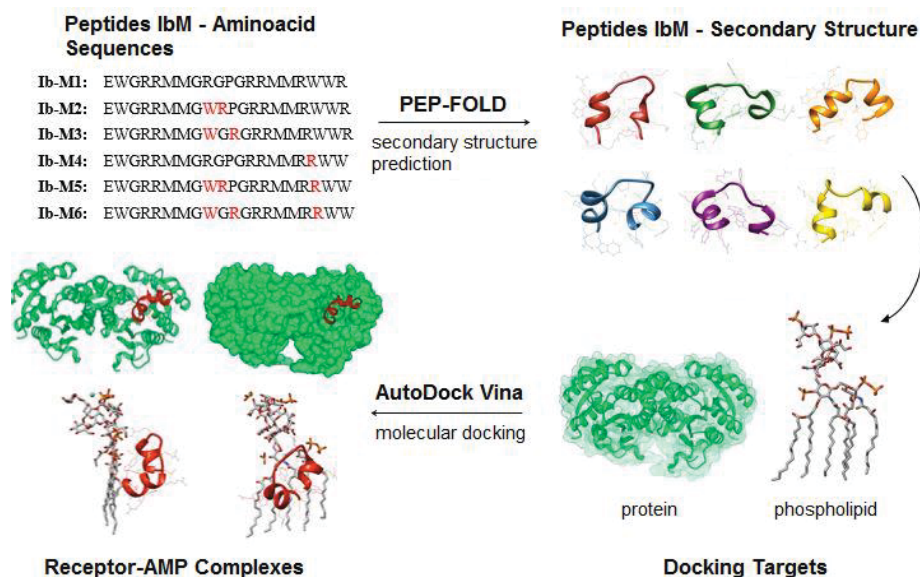 Peptides IbM - Aminoacid
Sequences
Ib-M1: EWGRRMMGRGPGRRMMRWWR
Ib-M2: EWGRRMMGWRPGRRMMRWWR
Ib-M3: EWGRRMMGWGRGRRMMRWWR
Ib-M4: EWGRRMMGRGPGRRMMRRWW
Ib-M5: EWGRRMMGWRPGRRMMRRWW
Ib-M6: EWGRRMMGWGRGRRMMRRWW
PEP-FOLD
secondary structure
prediction
Peptides IbM - Secondary Structure
AutoDock Vina
molecular docking
protein
phospholipid
Receptor-AMP Complexes
Docking Targets